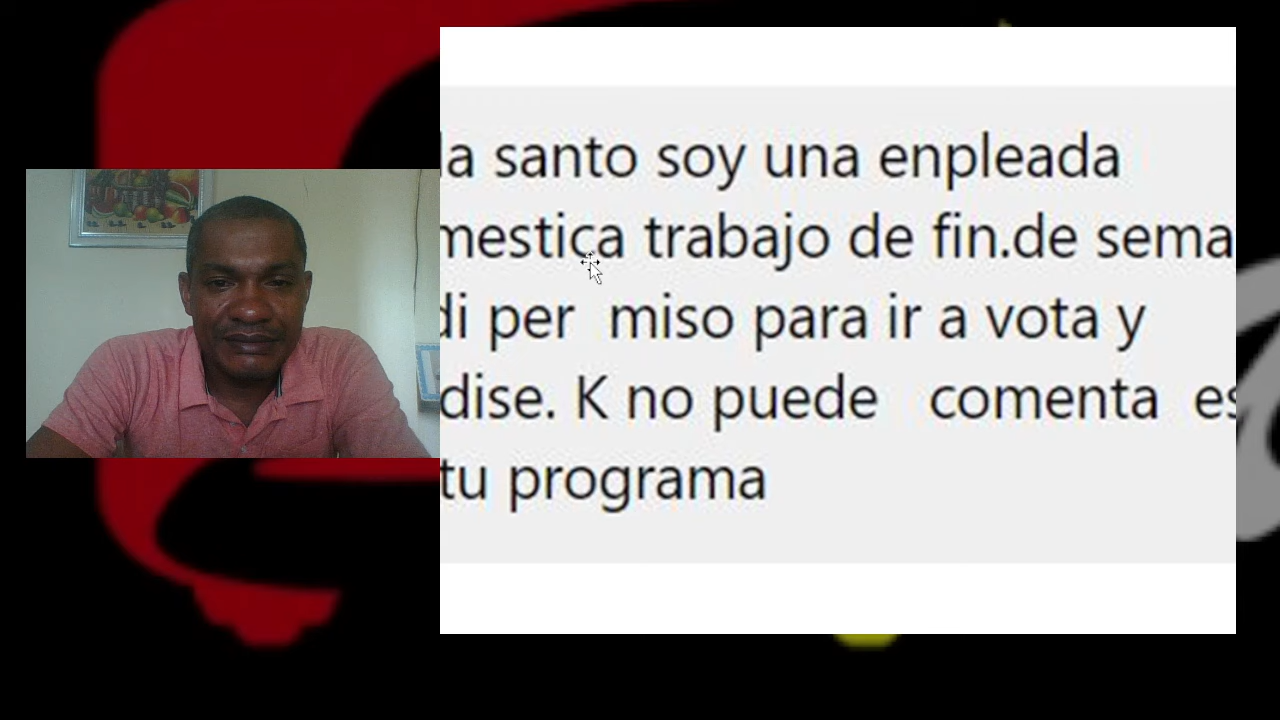 la santo soy una enpleada
mestica trabajo de fin.de sema
di per miso para ir a vota y
dise. K no puede comenta es
tu programa